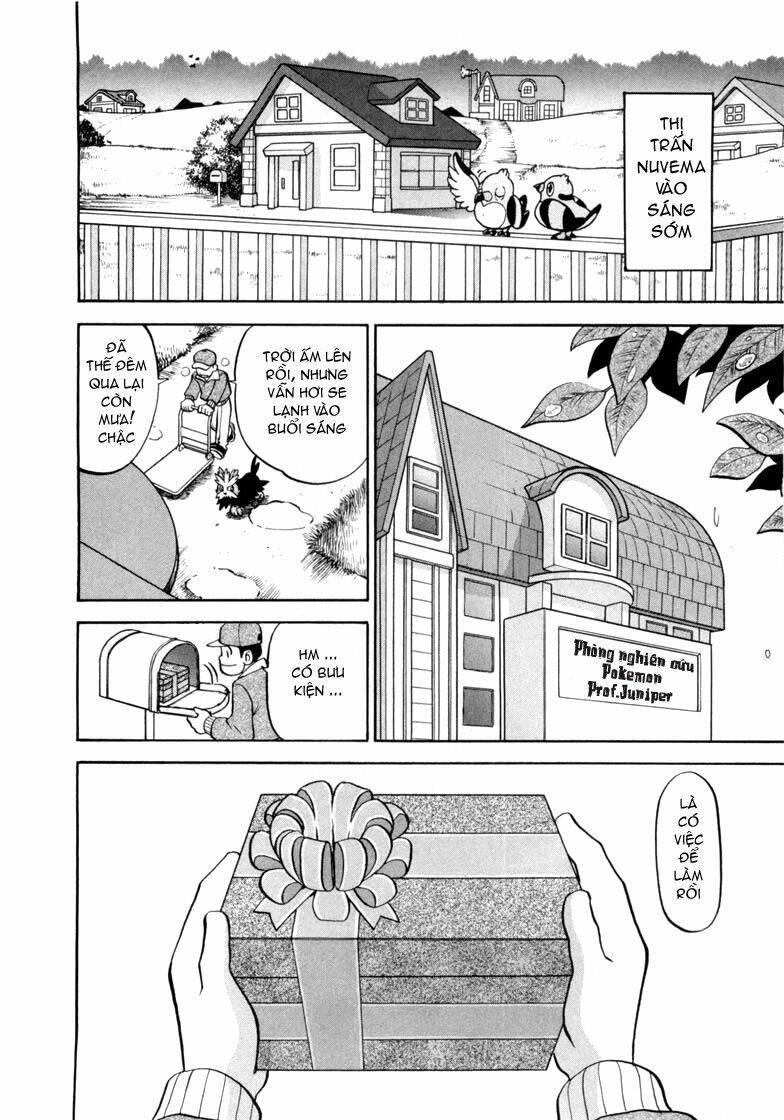 THỊ
TRẤN
NUVEMA
VÀO
SÁNG
SỚM
ĐÃ
THẾ ĐÊM
QUA LẠI
CÒN
MƯA!
CHẬC
TRỜI ẤM LÊN
RỒI, NHƯNG
VẪN HƠI SE
LẠNH VÀO
BUỔI SÁNG
Phòng nghiên cứu
Pokemon
Prof.Juniper
HM ...
CÓ BƯU
KIỆN ...
LÀ
CÓ
VIỆC
ĐỂ
LÀM
RỒI